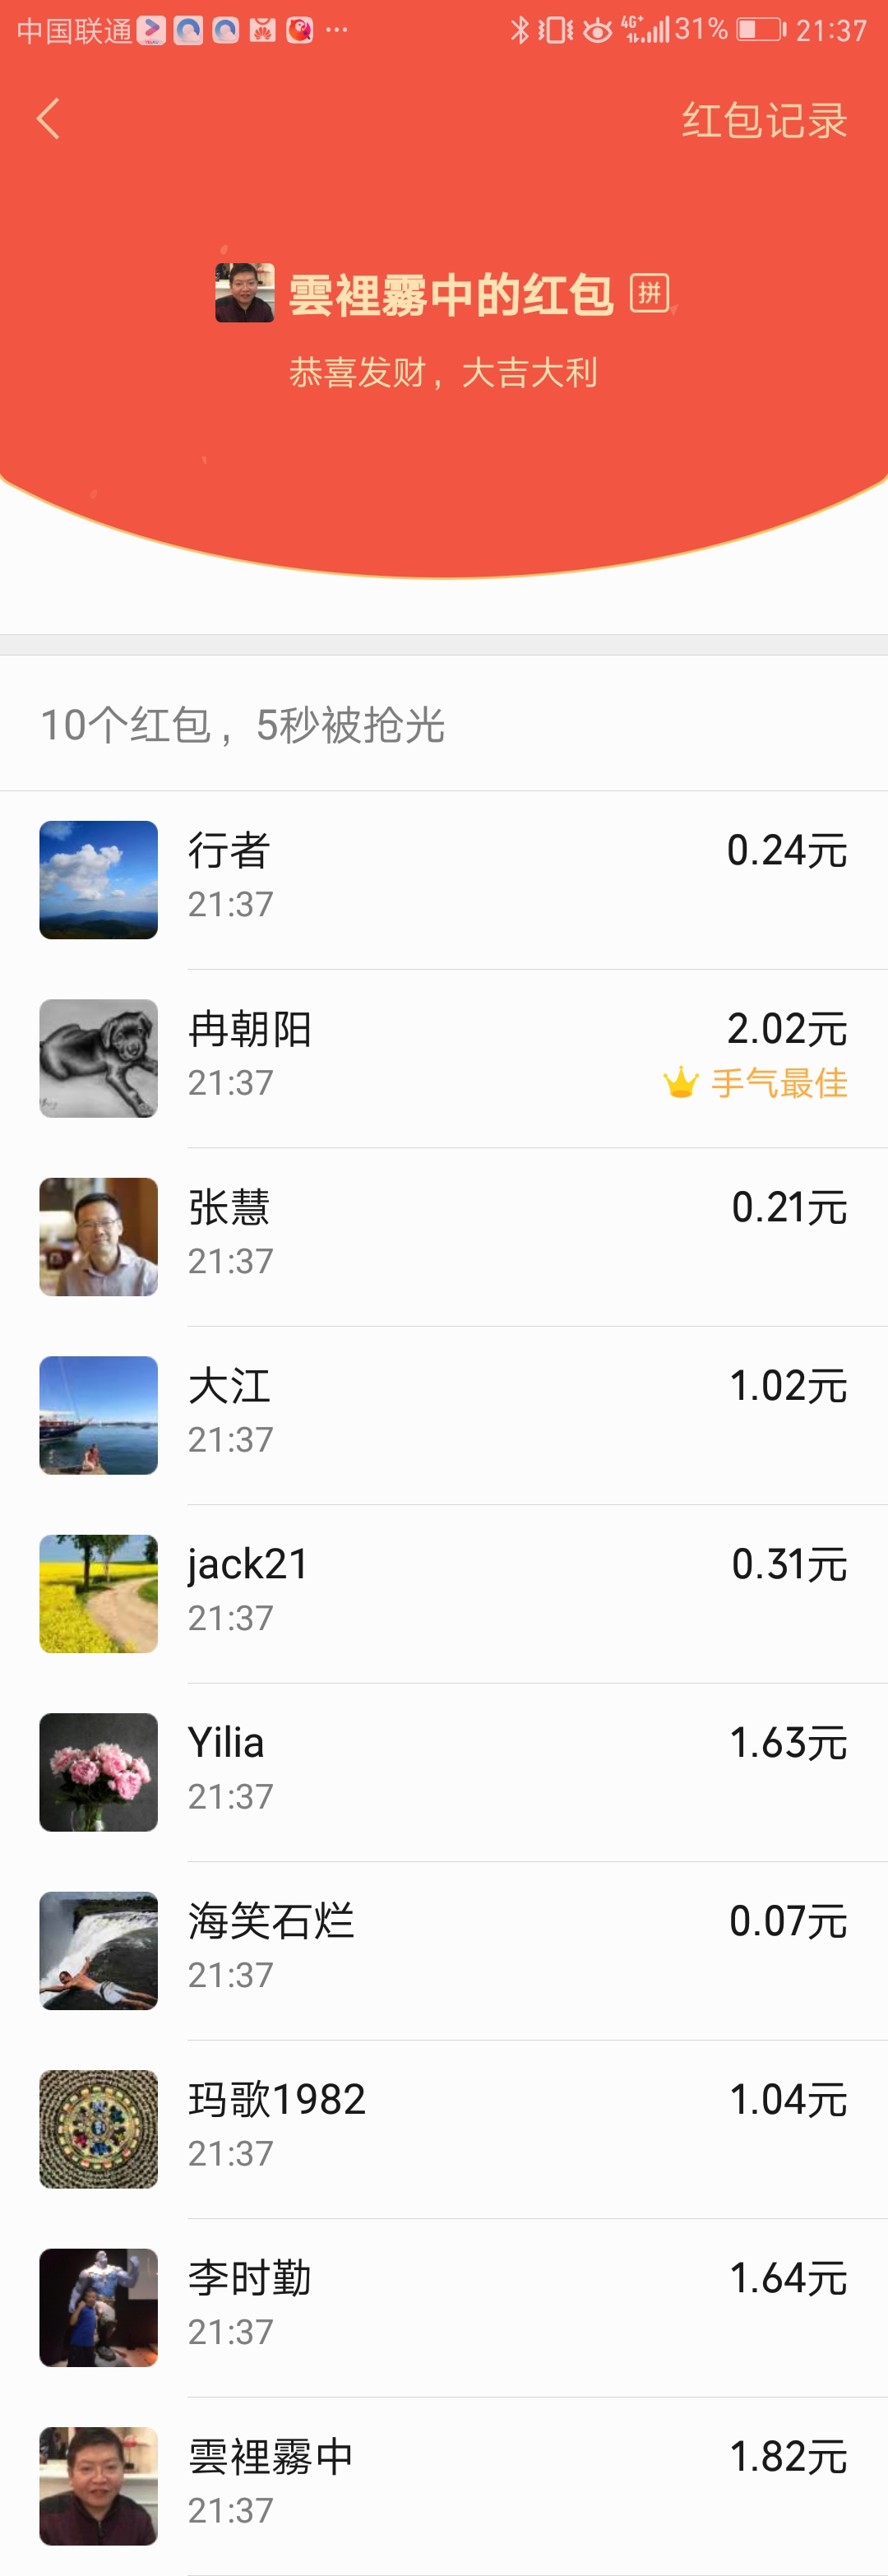 中国联通 ... 4G+ 31% 21:37
红包记录
雲裡霧中的红包 拼
恭喜发财，大吉大利
10个红包，5秒被抢光
行者 0.24元
21:37
冉朝阳 2.02元
21:37 手气最佳
张慧 0.21元
21:37
大江 1.02元
21:37
jack21 0.31元
21:37
Yilia 1.63元
21:37
海笑石烂 0.07元
21:37
玛歌1982 1.04元
21:37
李时勤 1.64元
21:37
雲裡霧中 1.82元
21:37